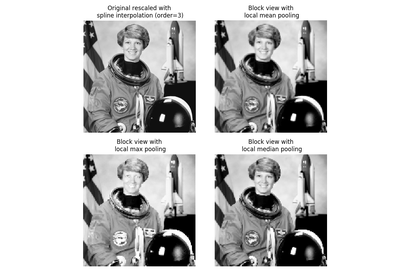 Original rescaled with
spline interpolation (order=3)
Block view with
local mean pooling
Block view with
local max pooling
Block view with
local median pooling